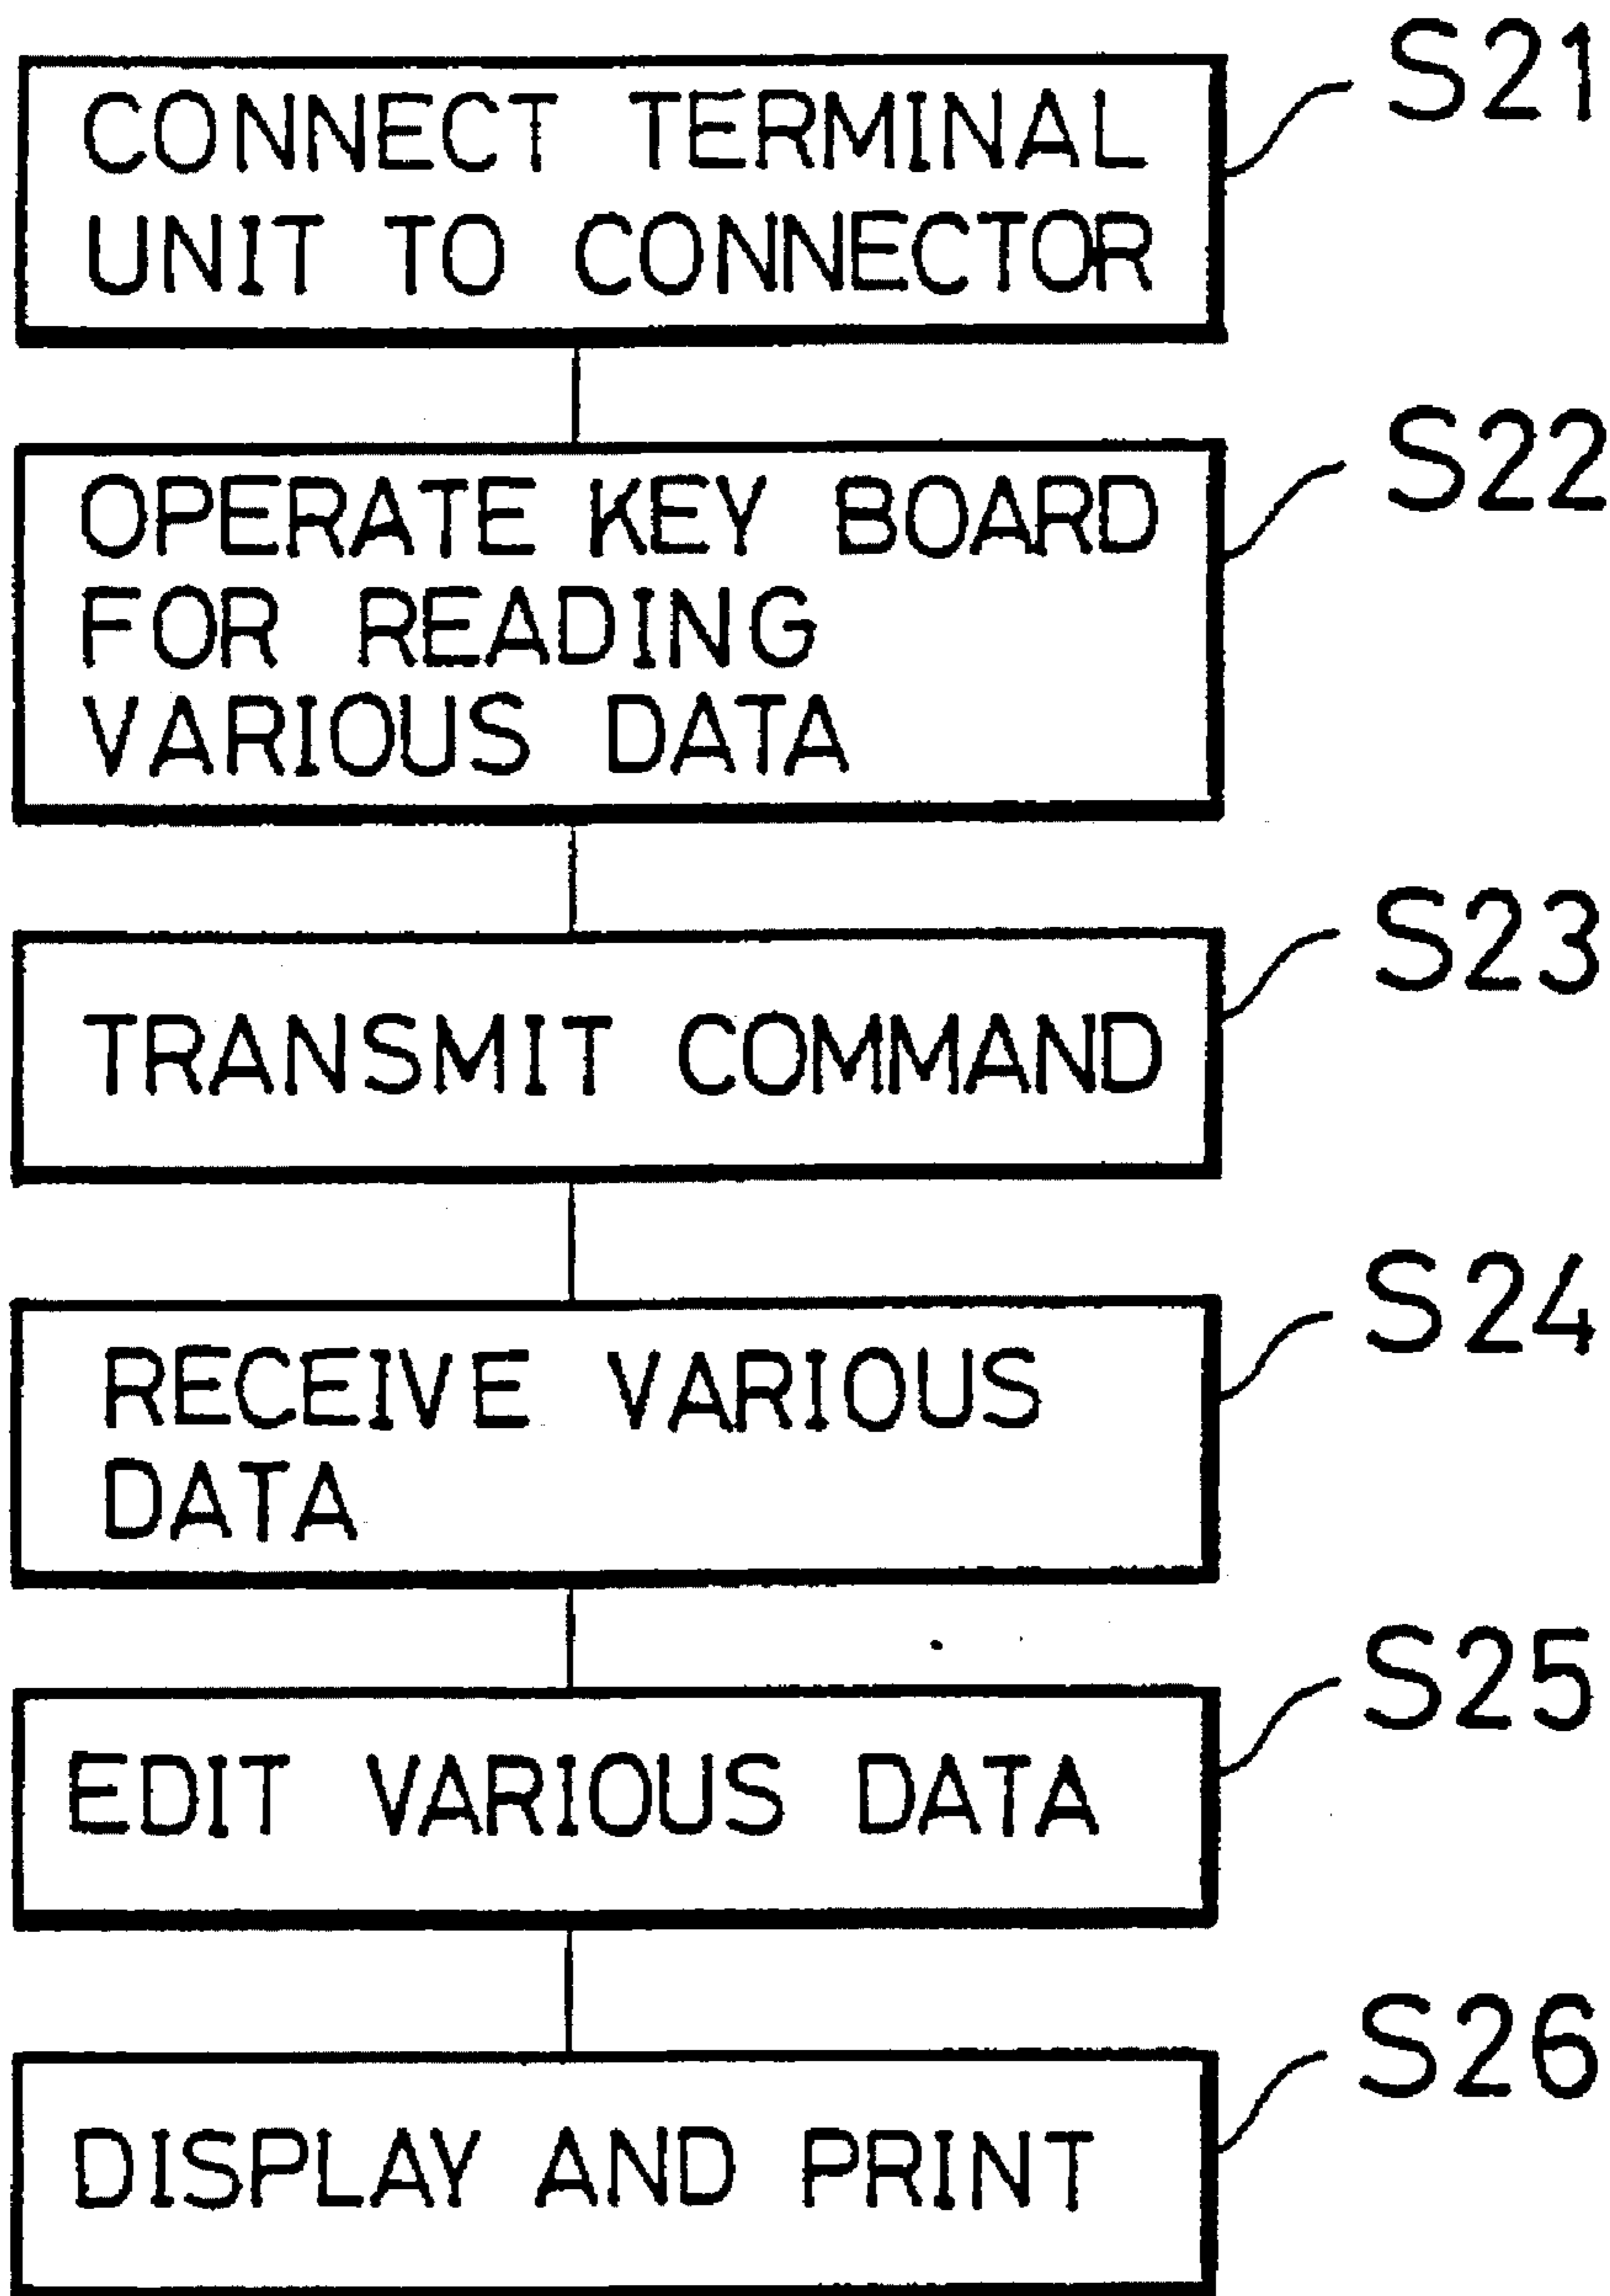 S21
CONNECT TERMINAL
UNIT TO CONNECTOR
S22
OPERATE KEY BOARD
FOR READING
VARIOUS DATA
S23
TRANSMIT COMMAND
S24
RECEIVE VARIOUS
DATA
S25
EDIT VARIOUS DATA
S26
DISPLAY AND PRINT